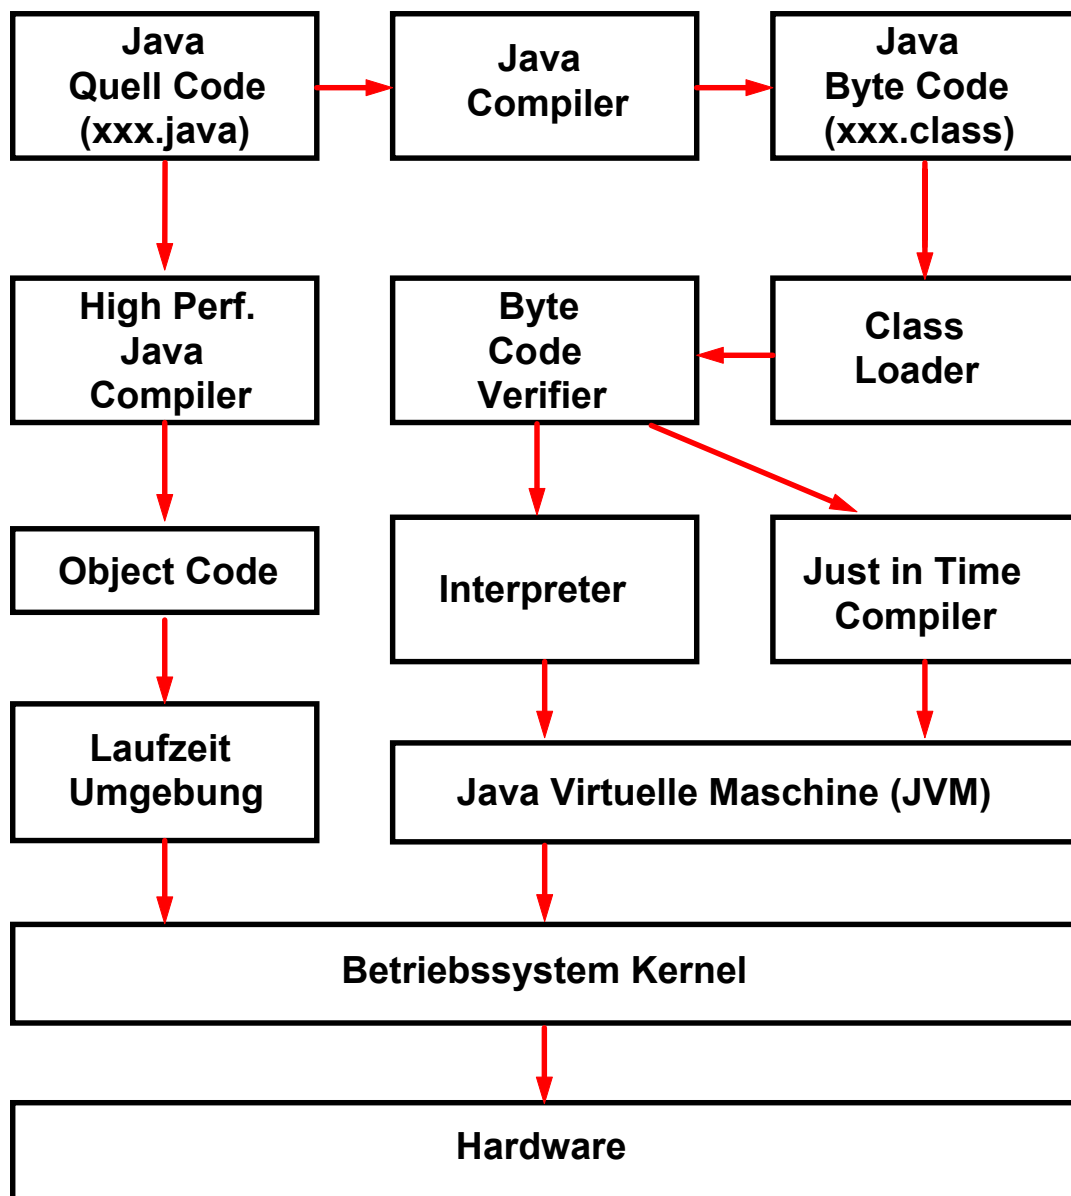 Java
Quell Code
(xxx.java)
Java
Compiler
Java
Byte Code
(xxx.class)
High Perf.
Java
Compiler
Byte
Code
Verifier
Class
Loader
Object Code
Interpreter
Just in Time
Compiler
Laufzeit
Umgebung
Java Virtuelle Maschine (JVM)
Betriebssystem Kernel
Hardware